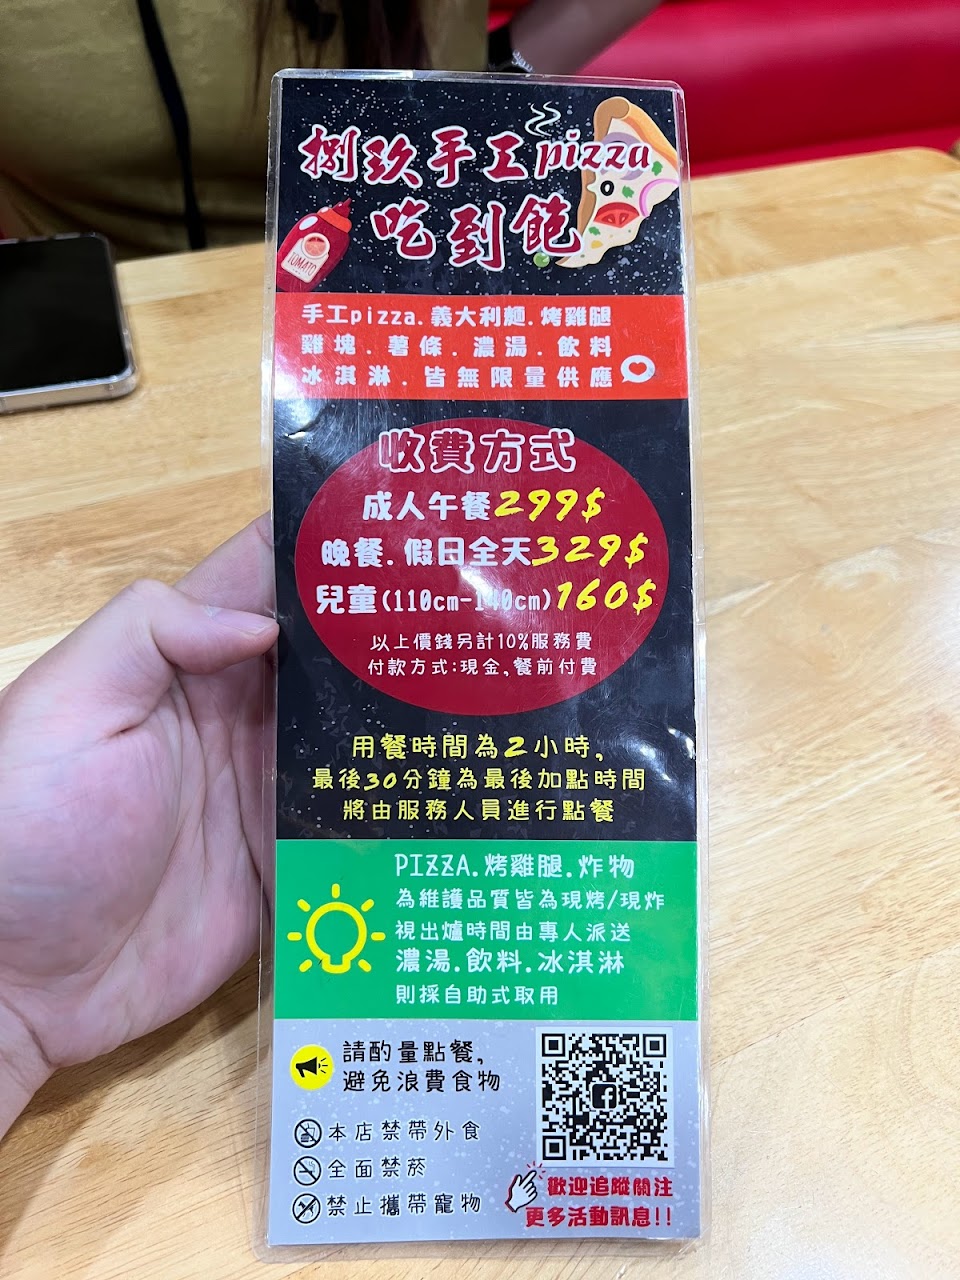 捌玖手工pizza
吃到飽
TOMATO
手工pizza.義大利麵.烤雞腿
雞塊.薯條.濃湯.飲料
冰淇淋.皆無限量供應
收費方式
成人午餐299$
晚餐.假日全天329$
兒童(110cm-140cm)160$
以上價錢另計10%服務費
付款方式:現金,餐前付費
用餐時間為2小時,
最後30分鐘為最後加點時間
將由服務人員進行點餐
PIZZA.烤雞腿.炸物
為維護品質皆為現烤/現炸
視出爐時間由專人派送
濃湯.飲料.冰淇淋
則採自助式取用
請酌量點餐,
避免浪費食物
本店禁帶外食
全面禁菸
禁止攜帶寵物
歡迎追蹤關注
更多活動訊息!!